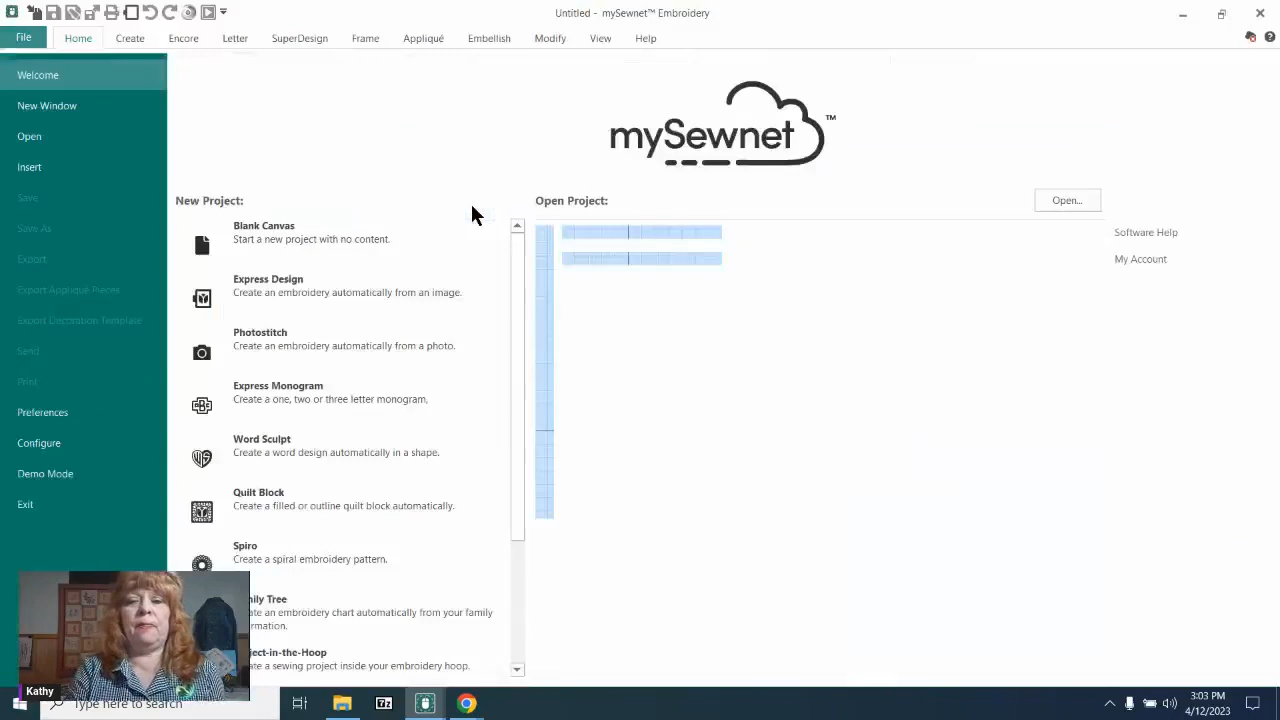 Untitled - mySewnet™ Embroidery
File Home Create Encore Letter SuperDesign Frame Appliqué Embellish Modify View Help
Welcome
New Window
Open
Insert
Save
Save As
Export
Export Appliqué Pieces
Export Decoration Template
Send
Print
Preferences
Configure
Demo Mode
Exit
mySewnet™
New Project:
Blank Canvas
Start a new project with no content.
Express Design
Create an embroidery automatically from an image.
Photostitch
Create an embroidery automatically from a photo.
Express Monogram
Create a one, two or three letter monogram,
Word Sculpt
Create a word design automatically in a shape.
Quilt Block
Create a filled or outline quilt block automatically.
Spiro
Create a spiral embroidery pattern.
ily Tree
ate an embroidery chart automatically from your family
ormation.
ject-in-the-Hoop
ate a sewing project inside your embroidery hoop.
Open Project:
Open...
Software Help
My Account
Kathy
Type here to search
3:03 PM
4/12/2023